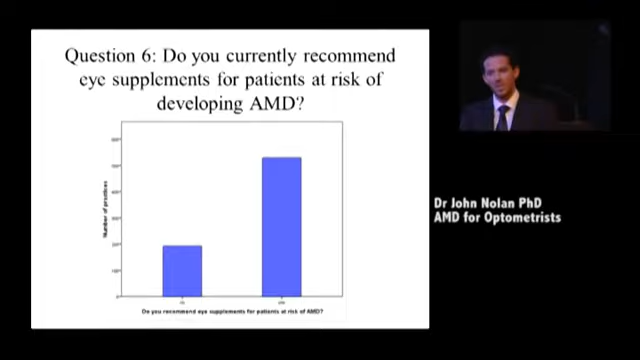 Question 6: Do you currently recommend
eye supplements for patients at risk of
developing AMD?
Number of practices
Do you recommend eye supplements for patients at risk of AMD?
Dr John Nolan PhD
AMD for Optometrists